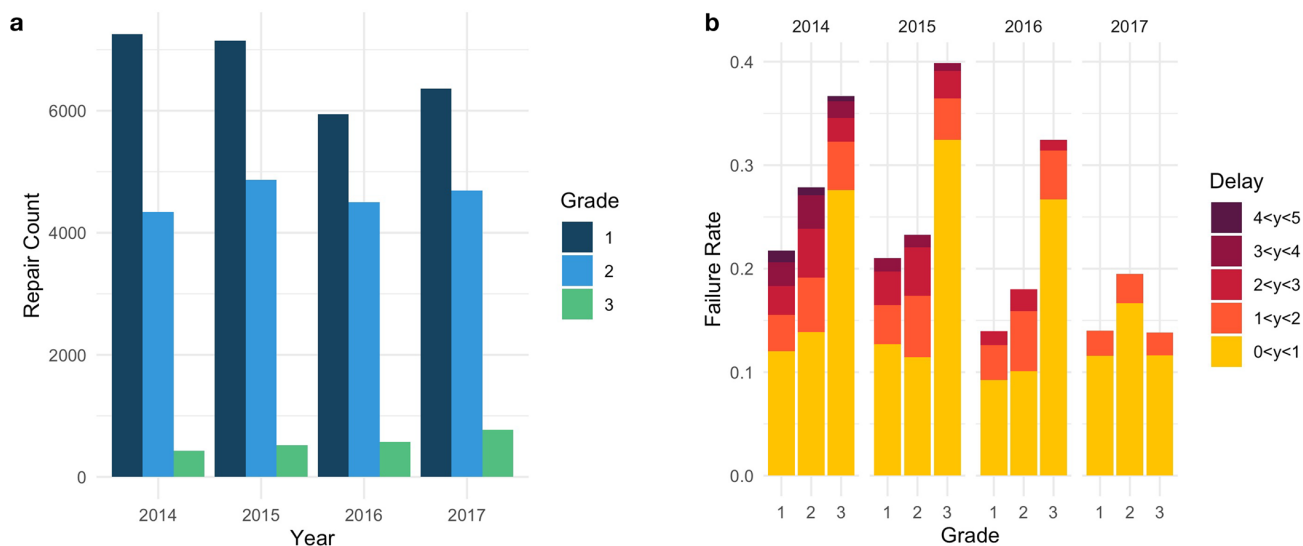 a
Repair Count
6000
4000
2000
0
2014 2015 2016 2017
Year
Grade
1
2
3
b
2014 2015 2016 2017
Failure Rate
0.4
0.3
0.2
0.1
0.0
1 2 3 1 2 3 1 2 3 1 2 3
Grade
Delay
4<y<5
3<y<4
2<y<3
1<y<2
0<y<1